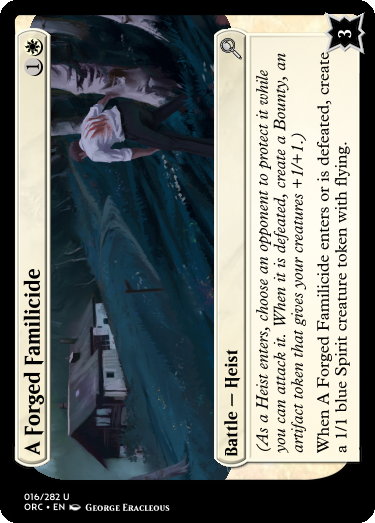 A Forged Familicide
1
Battle — Heist
(As a Heist enters, choose an opponent to protect it while
you can attack it. When it is defeated, create a Bounty, an
artifact token that gives your creatures +1/+1.)
When A Forged Familicide enters or is defeated, create
a 1/1 blue Spirit creature token with flying.
3
016/282 U
ORC • EN George Eracleous